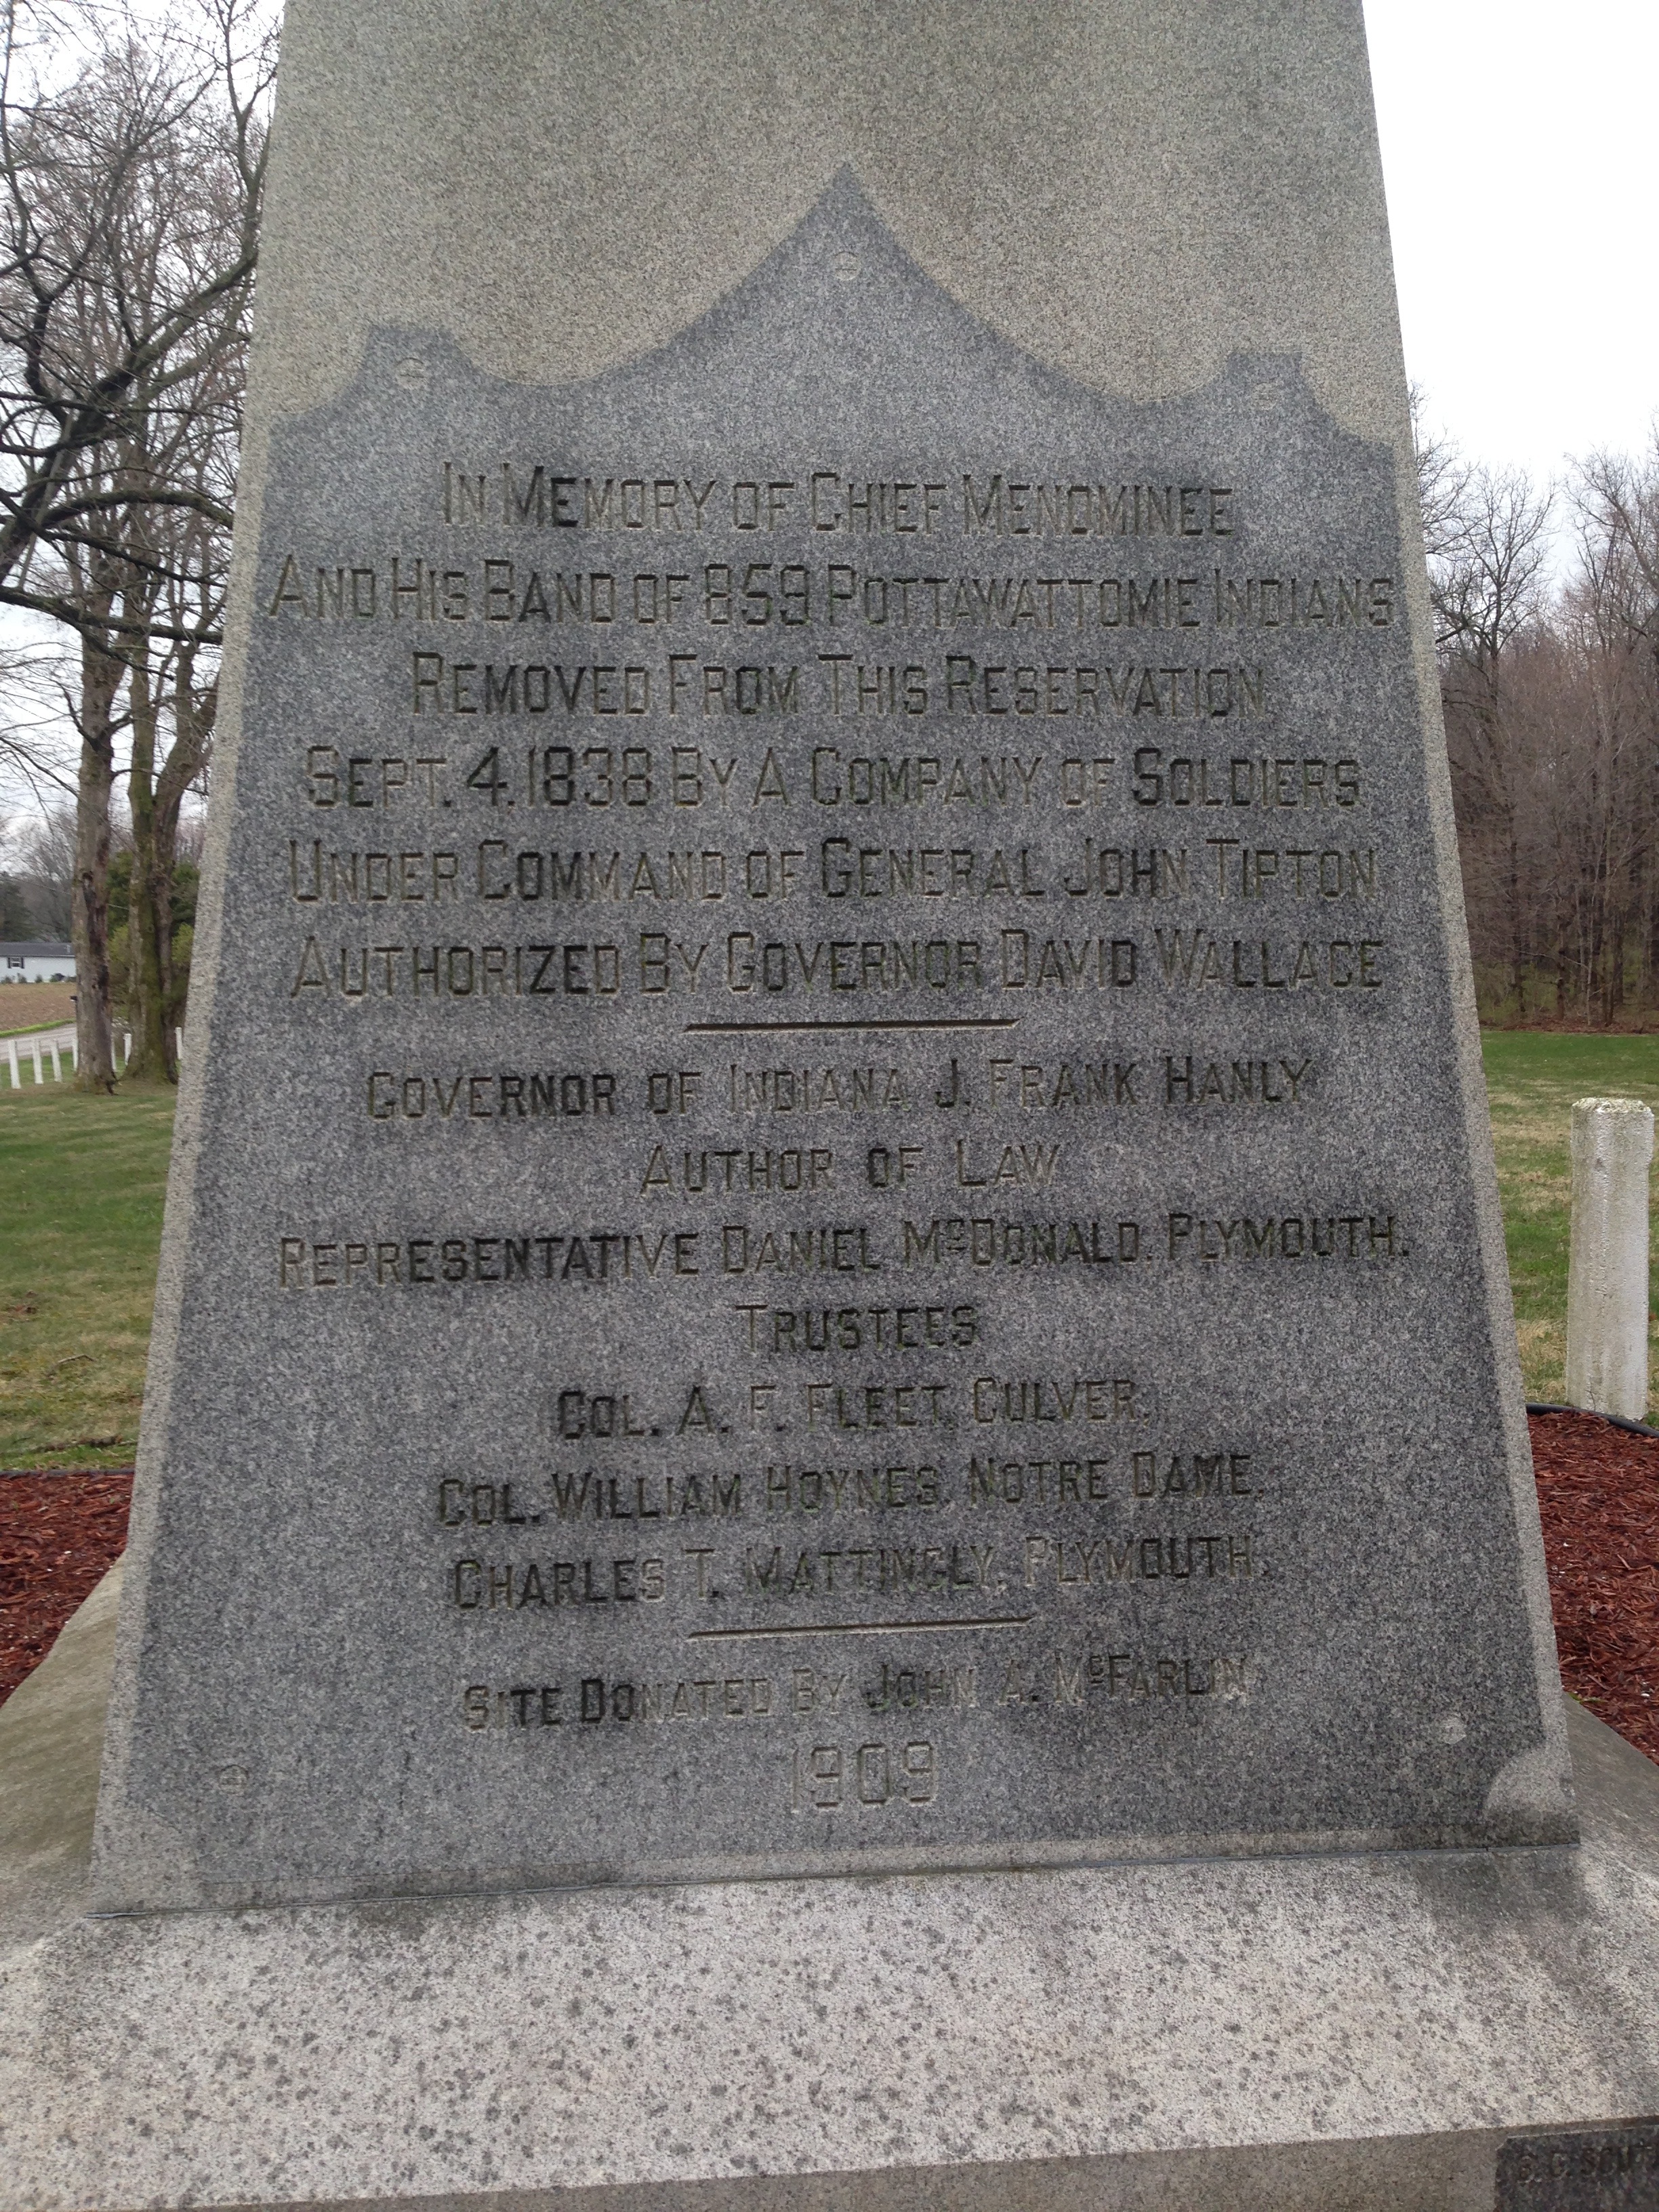 In Memory of Chief Menominee
And His Band of 859 Pottawattomie Indians
Removed From This Reservation
Sept. 4. 1838 By A Company of Soldiers
Under Command of General John Tipton
Authorized By Governor David Wallace
Governor of Indiana J. Frank Hanly
Author of Law
Representative Daniel McDonald, Plymouth.
Trustees
Col. A. F. Fleet, Culver,
Col. William Hoynes, Notre Dame,
Charles T. Mattingly, Plymouth.
Site Donated By John A. McFarlin
1909